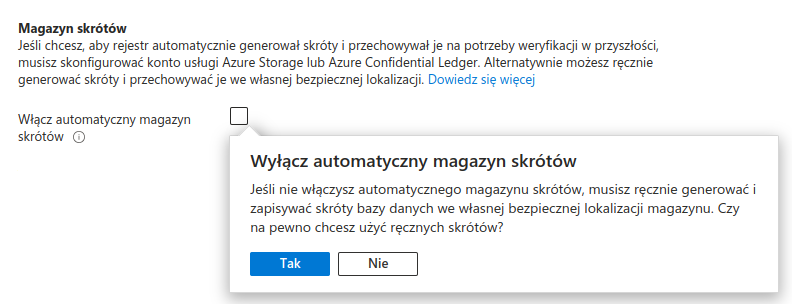 Magazyn skrótów
Jeśli chcesz, aby rejestr automatycznie generował skróty i przechowywał je na potrzeby weryfikacji w przyszłości,
musisz skonfigurować konto usługi Azure Storage lub Azure Confidential Ledger. Alternatywnie możesz ręcznie
generować skróty i przechowywać je we własnej bezpiecznej lokalizacji. Dowiedz się więcej
Włącz automatyczny magazyn
skrótów
Wyłącz automatyczny magazyn skrótów
Jeśli nie włączysz automatycznego magazynu skrótów, musisz ręcznie generować i
zapisywać skróty bazy danych we własnej bezpiecznej lokalizacji magazynu. Czy
na pewno chcesz użyć ręcznych skrótów?
Tak
Nie